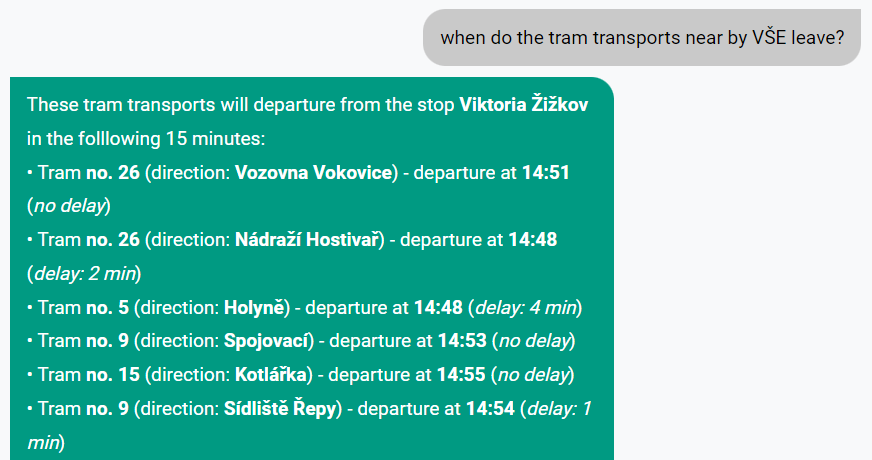 when do the tram transports near by VŠE leave?
These tram transports will departure from the stop Viktoria Žižkov
in the folllowing 15 minutes:
• Tram no. 26 (direction: Vozovna Vokovice) - departure at 14:51
(no delay)
• Tram no. 26 (direction: Nádraží Hostivař) - departure at 14:48
(delay: 2 min)
• Tram no. 5 (direction: Holyně) - departure at 14:48 (delay: 4 min)
• Tram no. 9 (direction: Spojovací) - departure at 14:53 (no delay)
• Tram no. 15 (direction: Kotlářka) - departure at 14:55 (no delay)
• Tram no. 9 (direction: Sídliště Řepy) - departure at 14:54 (delay: 1
min)